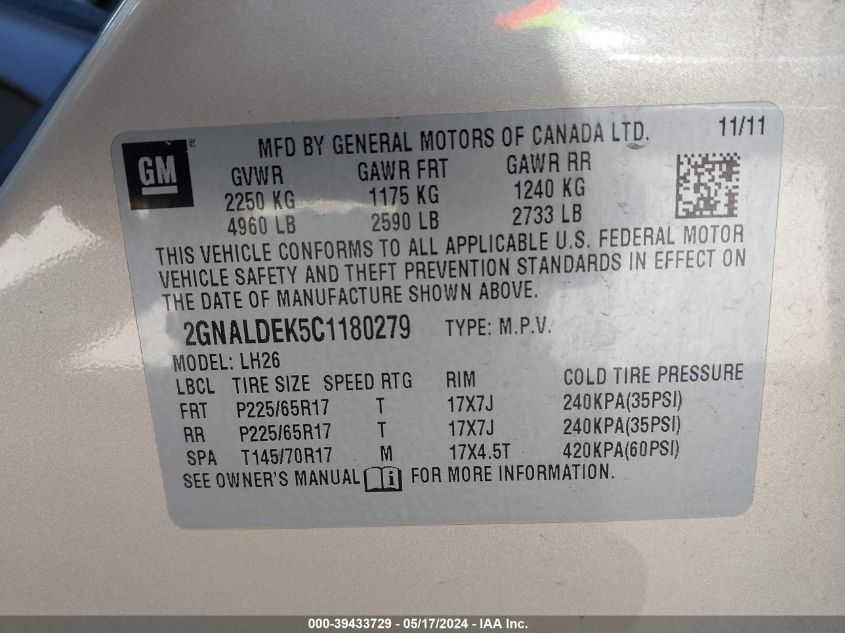 MFD BY GENERAL MOTORS OF CANADA LTD. 11/11
GM
®
GVWR GAWR FRT GAWR RR
2250 KG 1175 KG 1240 KG
4960 LB 2590 LB 2733 LB
THIS VEHICLE CONFORMS TO ALL APPLICABLE U.S. FEDERAL MOTOR
VEHICLE SAFETY AND THEFT PREVENTION STANDARDS IN EFFECT ON
THE DATE OF MANUFACTURE SHOWN ABOVE.
2GNALDEK5C1180279 TYPE: M.P.V.
MODEL: LH26
LBCL TIRE SIZE SPEED RTG RIM COLD TIRE PRESSURE
FRT P225/65R17 T 17X7J 240KPA(35PSI)
RR P225/65R17 T 17X7J 240KPA(35PSI)
SPA T145/70R17 M 17X4.5T 420KPA(60PSI)
SEE OWNER'S MANUAL i FOR MORE INFORMATION.
000-39433729 - 05/17/2024 - IAA Inc.